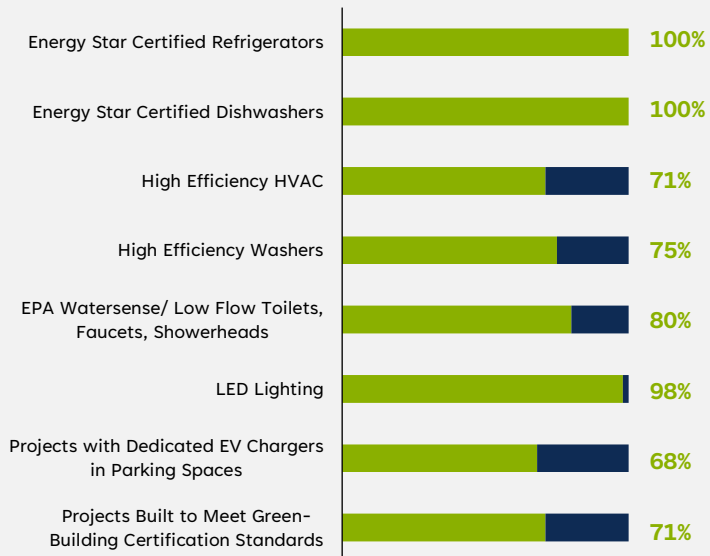 Energy Star Certified Refrigerators 100%
Energy Star Certified Dishwashers 100%
High Efficiency HVAC 71%
High Efficiency Washers 75%
EPA Watersense/ Low Flow Toilets,
Faucets, Showerheads 80%
LED Lighting 98%
Projects with Dedicated EV Chargers
in Parking Spaces 68%
Projects Built to Meet Green-
Building Certification Standards 71%